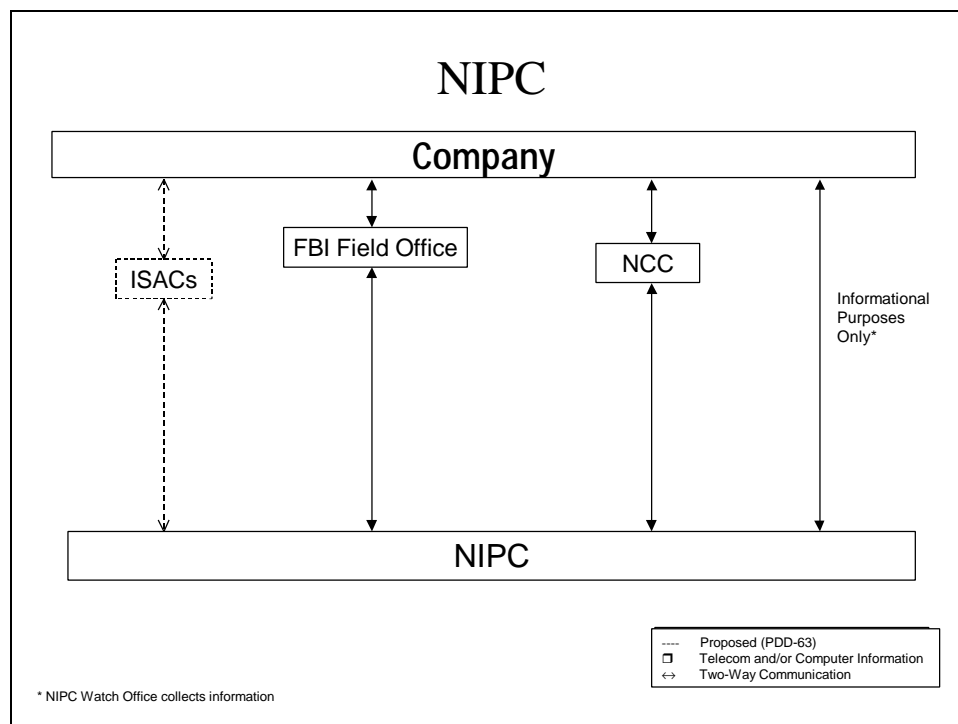 NIPC
Company
FBI Field Office
NCC
ISACs
Informational
Purposes
Only*
NIPC
---- Proposed (PDD-63)
❒ Telecom and/or Computer Information
↔ Two-Way Communication
* NIPC Watch Office collects information